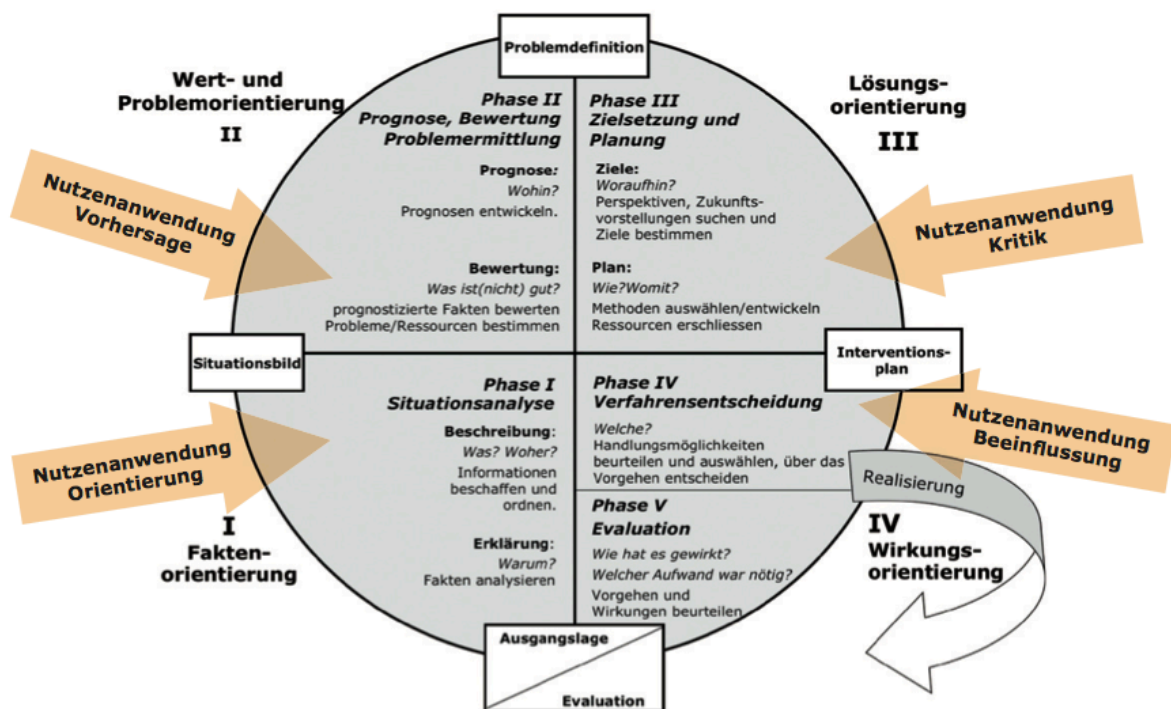 Problemdefinition
Wert- und
Problemorientierung
II
Lösungs-
orientierung
III
Phase II
Prognose, Bewertung
Problemermittlung
Prognose:
Wohin?
Prognosen entwickeln.
Bewertung:
Was ist(nicht) gut?
prognostizierte Fakten bewerten
Probleme/Ressourcen bestimmen
Phase III
Zielsetzung und
Planung
Ziele:
Woraufhin?
Perspektiven, Zukunfts-
vorstellungen suchen und
Ziele bestimmen
Plan:
Wie?Womit?
Methoden auswählen/entwickeln
Ressourcen erschliessen
Nutzenanwendung
Vorhersage
Nutzenanwendung
Kritik
Situationsbild
Interventions-
plan
Phase I
Situationsanalyse
Beschreibung:
Was? Woher?
Informationen
beschaffen und
ordnen.
Erklärung:
Warum?
Fakten analysieren
Phase IV
Verfahrensentscheidung
Welche?
Handlungsmöglichkeiten
beurteilen und auswählen, über das
Vorgehen entscheiden
Phase V
Evaluation
Wie hat es gewirkt?
Welcher Aufwand war nötig?
Vorgehen und
Wirkungen beurteilen
Nutzenanwendung
Orientierung
Nutzenanwendung
Beeinflussung
Realisierung
I
Fakten-
orientierung
IV
Wirkungs-
orientierung
Ausgangslage
Evaluation